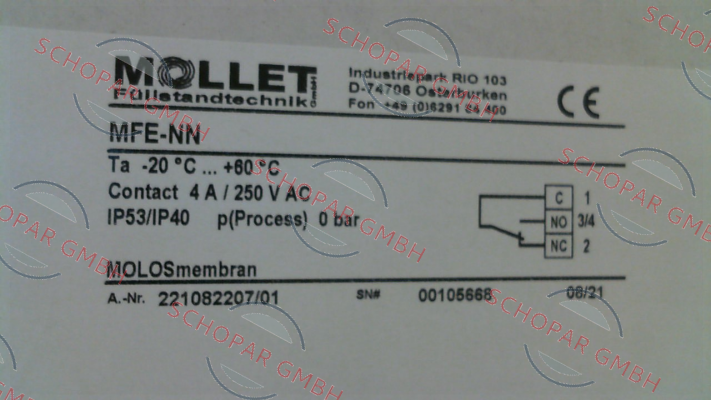 MOLLET GmbH
Füllstandtechnik
Industriepark RIO 103
D-74706 Osterburken
Fon +49 (0)6291 64 400
CE
MFE-NN
Ta -20 °C ... +60 °C
Contact 4 A / 250 V AC
IP53/IP40 p(Process) 0 bar
C 1
NO 3/4
NC 2
MOLOSmembran
A.-Nr. 221082207/01 SN# 00105668 08/21
SCHOPAR GMBH